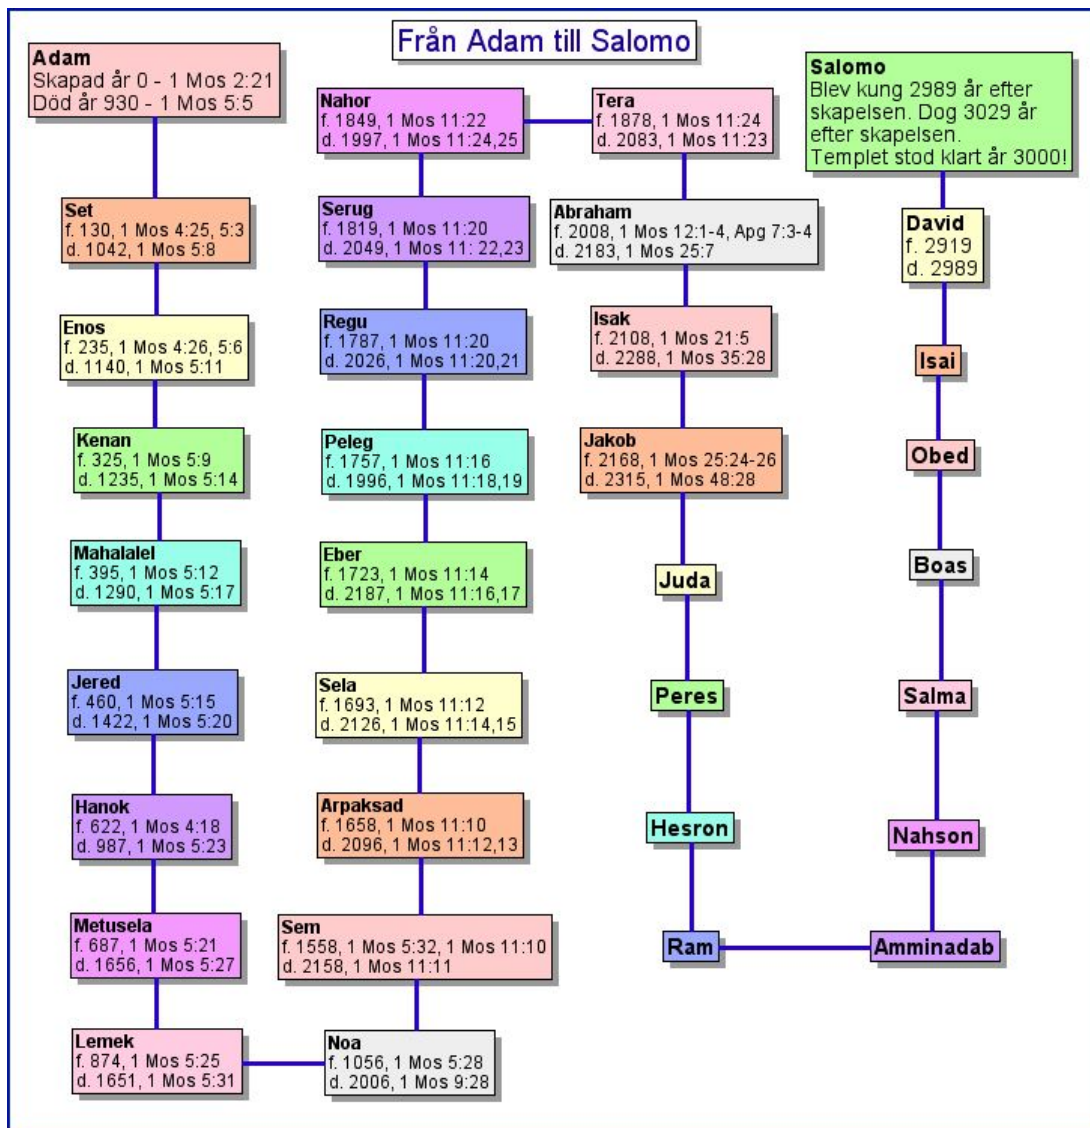 Från Adam till Salomo
Adam
Skapad år 0 - 1 Mos 2:21
Död år 930 - 1 Mos 5:5
Set
f. 130, 1 Mos 4:25, 5:3
d. 1042, 1 Mos 5:8
Enos
f. 235, 1 Mos 4:26, 5:6
d. 1140, 1 Mos 5:11
Kenan
f. 325, 1 Mos 5:9
d. 1235, 1 Mos 5:14
Mahalalel
f. 395, 1 Mos 5:12
d. 1290, 1 Mos 5:17
Jered
f. 460, 1 Mos 5:15
d. 1422, 1 Mos 5:20
Hanok
f. 622, 1 Mos 4:18
d. 987, 1 Mos 5:23
Metusela
f. 687, 1 Mos 5:21
d. 1656, 1 Mos 5:27
Lemek
f. 874, 1 Mos 5:25
d. 1651, 1 Mos 5:31
Noa
f. 1056, 1 Mos 5:28
d. 2006, 1 Mos 9:28
Sem
f. 1558, 1 Mos 5:32, 1 Mos 11:10
d. 2158, 1 Mos 11:11
Arpaksad
f. 1658, 1 Mos 11:10
d. 2096, 1 Mos 11:12,13
Sela
f. 1693, 1 Mos 11:12
d. 2126, 1 Mos 11:14,15
Eber
f. 1723, 1 Mos 11:14
d. 2187, 1 Mos 11:16,17
Peleg
f. 1757, 1 Mos 11:16
d. 1996, 1 Mos 11:18,19
Regu
f. 1787, 1 Mos 11:20
d. 2026, 1 Mos 11:20,21
Serug
f. 1819, 1 Mos 11:20
d. 2049, 1 Mos 11: 22,23
Nahor
f. 1849, 1 Mos 11:22
d. 1997, 1 Mos 11:24,25
Tera
f. 1878, 1 Mos 11:24
d. 2083, 1 Mos 11:23
Abraham
f. 2008, 1 Mos 12:1-4, Apg 7:3-4
d. 2183, 1 Mos 25:7
Isak
f. 2108, 1 Mos 21:5
d. 2288, 1 Mos 35:28
Jakob
f. 2168, 1 Mos 25:24-26
d. 2315, 1 Mos 48:28
Juda
Peres
Hesron
Ram
Amminadab
Nahson
Salma
Boas
Obed
Isai
David
f. 2919
d. 2989
Salomo
Blev kung 2989 år efter
skapelsen. Dog 3029 år
efter skapelsen.
Templet stod klart år 3000!